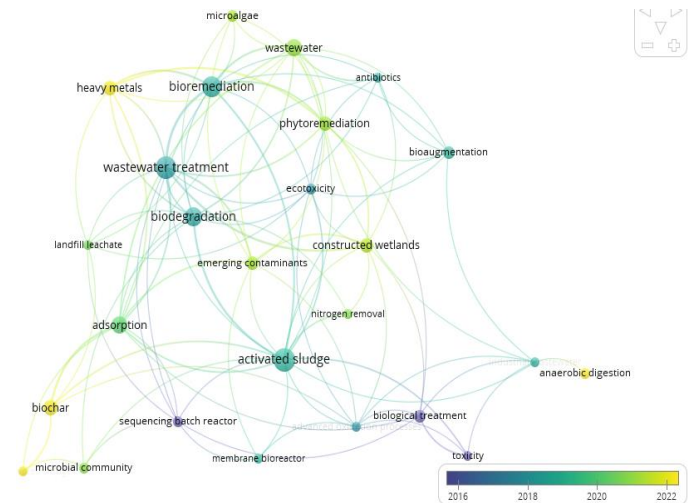 microalgae
wastewater
antibiotics
heavy metals
bioremediation
phytoremediation
bioaugmentation
wastewater treatment
ecotoxicity
biodegradation
landfill leachate
constructed wetlands
emerging contaminants
nitrogen removal
adsorption
activated sludge
anaerobic digestion
biochar
biological treatment
sequencing batch reactor
toxicity
membrane bioreactor
microbial community
2016 2018 2020 2022